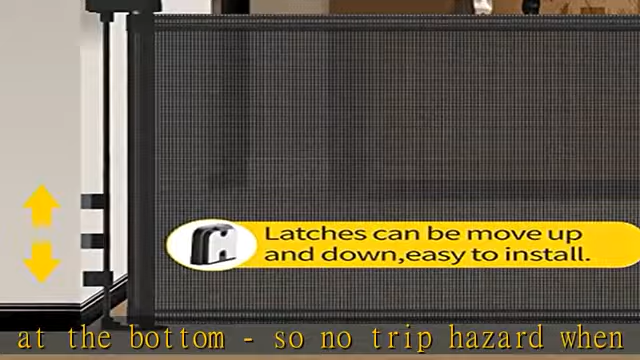 Latches can be move up
and down,easy to install.
at the bottom - so no trip hazard when